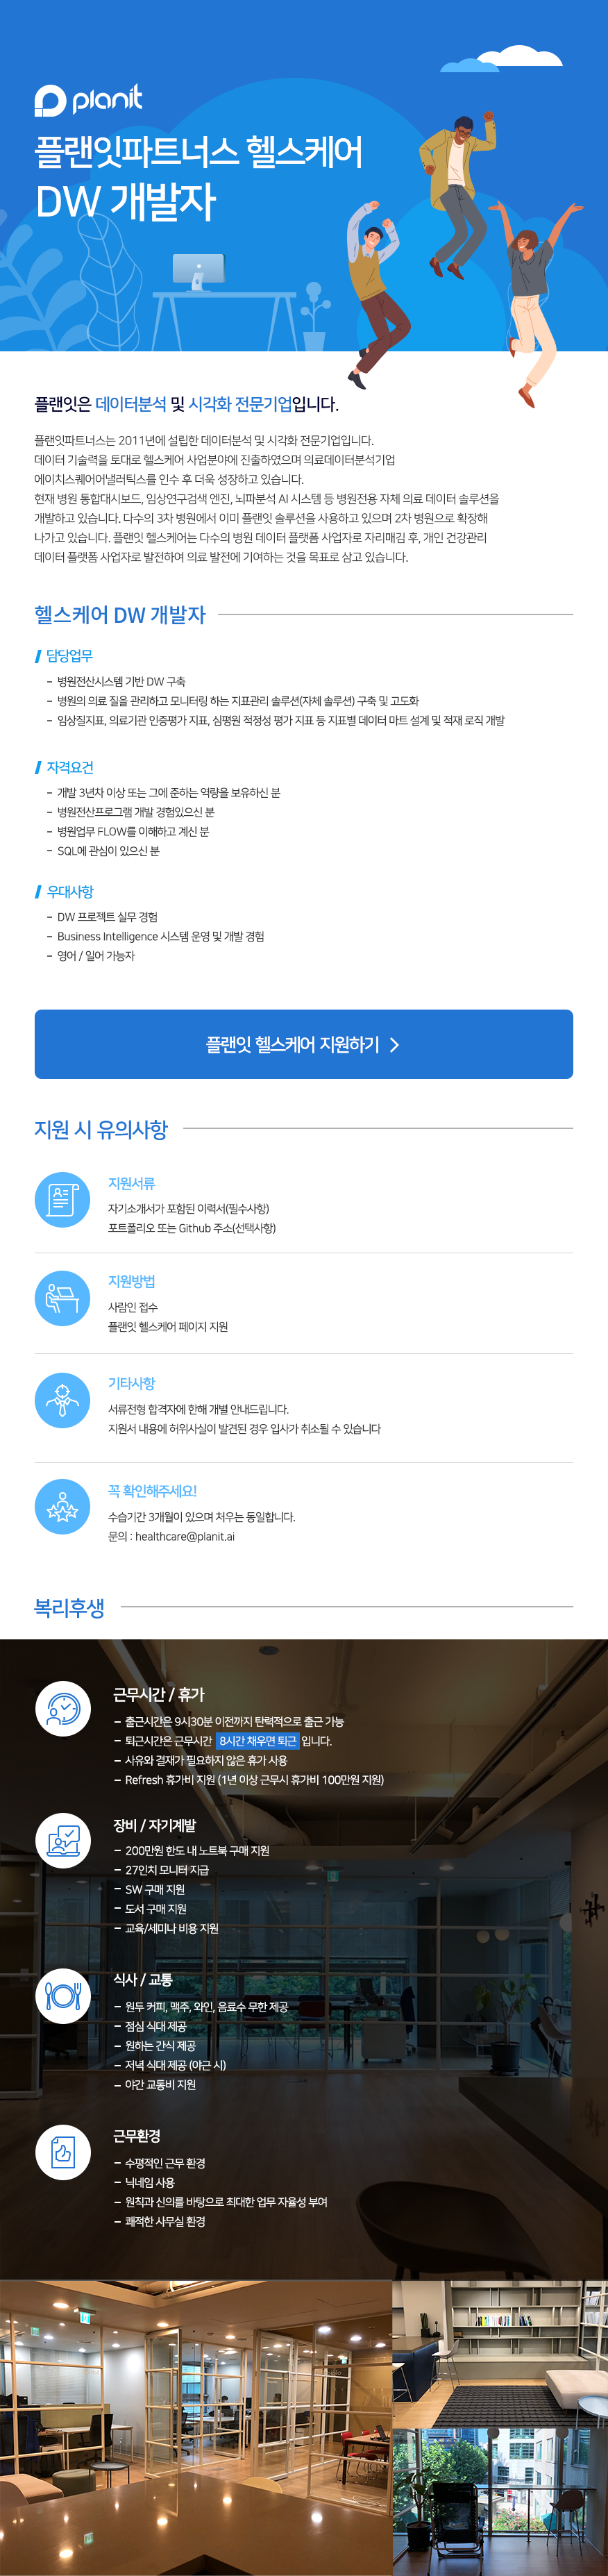 planit
플랜잇파트너스 헬스케어
DW 개발자
플랜잇은 데이터분석 및 시각화 전문기업입니다.
플랜잇파트너스는 2011년에 설립한 데이터분석 및 시각화 전문기업입니다.
데이터 기술력을 토대로 헬스케어 사업분야에 진출하였으며 의료데이터분석기업
에이치스퀘어어낼러틱스를 인수 후 더욱 성장하고 있습니다.
현재 병원 통합대시보드, 임상연구검색 엔진, 뇌파분석 AI 시스템 등 병원전용 자체 의료 데이터 솔루션을
개발하고 있습니다. 다수의 3차 병원에서 이미 플랜잇 솔루션을 사용하고 있으며 2차 병원으로 확장해
나가고 있습니다. 플랜잇 헬스케어는 다수의 병원 데이터 플랫폼 사업자로 자리매김 후, 개인 건강관리
데이터 플랫폼 사업자로 발전하여 의료 발전에 기여하는 것을 목표로 삼고 있습니다.
헬스케어 DW 개발자
담당업무
- 병원전산시스템 기반 DW 구축
- 병원의 의료 질을 관리하고 모니터링 하는 지표관리 솔루션(자체 솔루션) 구축 및 고도화
- 임상질지표, 의료기관 인증평가 지표, 심평원 적정성 평가 지표 등 지표별 데이터 마트 설계 및 적재 로직 개발
자격요건
- 개발 3년차 이상 또는 그에 준하는 역량을 보유하신 분
- 병원전산프로그램 개발 경험있으신 분
- 병원업무 FLOW를 이해하고 계신 분
- SQL에 관심이 있으신 분
우대사항
- DW 프로젝트 실무 경험
- Business Intelligence 시스템 운영 및 개발 경험
- 영어 / 일어 가능자
플랜잇 헬스케어 지원하기 >
지원 시 유의사항
지원서류
자기소개서가 포함된 이력서(필수사항)
포트폴리오 또는 Github 주소(선택사항)
지원방법
사람인 접수
플랜잇 헬스케어 페이지 지원
기타사항
서류전형 합격자에 한해 개별 안내드립니다.
지원서 내용에 허위사실이 발견된 경우 입사가 취소될 수 있습니다
꼭 확인해주세요!
수습기간 3개월이 있으며 처우는 동일합니다.
문의 : healthcare@planit.ai
복리후생
근무시간 / 휴가
- 출근시간은 9시30분 이전까지 탄력적으로 출근 가능
- 퇴근시간은 근무시간 8시간 채우면 퇴근 입니다.
- 사유와 결재가 필요하지 않은 휴가 사용
- Refresh 휴가비 지원 (1년 이상 근무시 휴가비 100만원 지원)
장비 / 자기계발
- 200만원 한도 내 노트북 구매 지원
- 27인치 모니터 지급
- SW 구매 지원
- 도서 구매 지원
- 교육/세미나 비용 지원
식사 / 교통
- 원두 커피, 맥주, 와인, 음료수 무한 제공
- 점심 식대 제공
- 원하는 간식 제공
- 저녁 식대 제공 (야근 시)
- 야간 교통비 지원
근무환경
- 수평적인 근무 환경
- 닉네임 사용
- 원칙과 신의를 바탕으로 최대한 업무 자율성 부여
- 쾌적한 사무실 환경